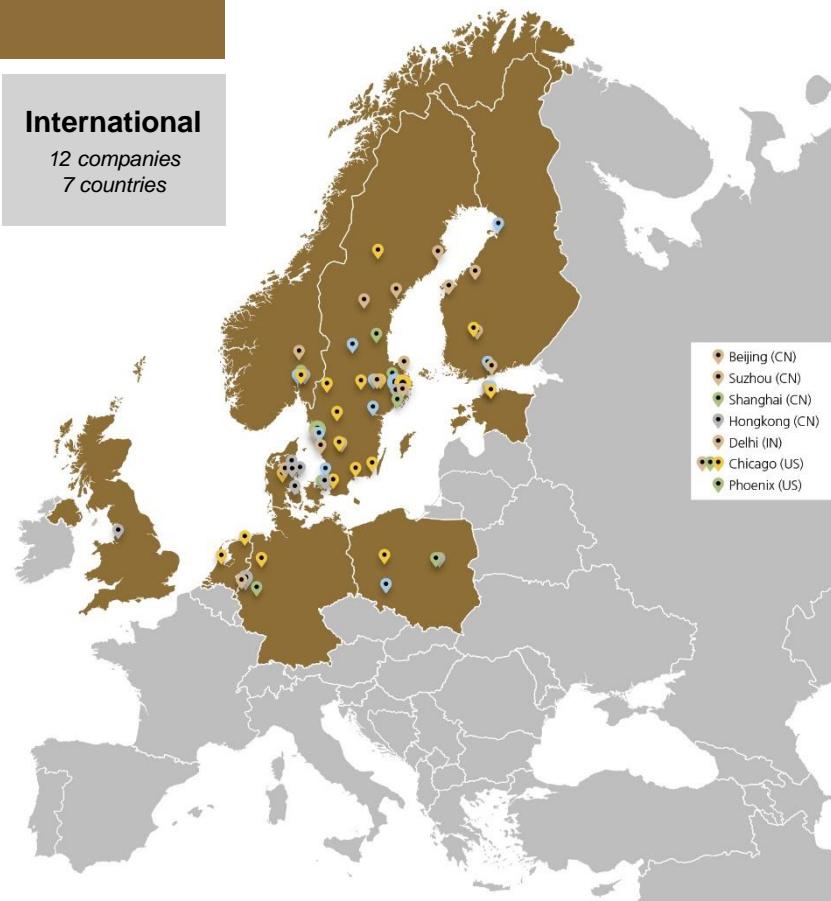 International
12 companies
7 countries
Beijing (CN)
Suzhou (CN)
Shanghai (CN)
Hongkong (CN)
Delhi (IN)
Chicago (US)
Phoenix (US)